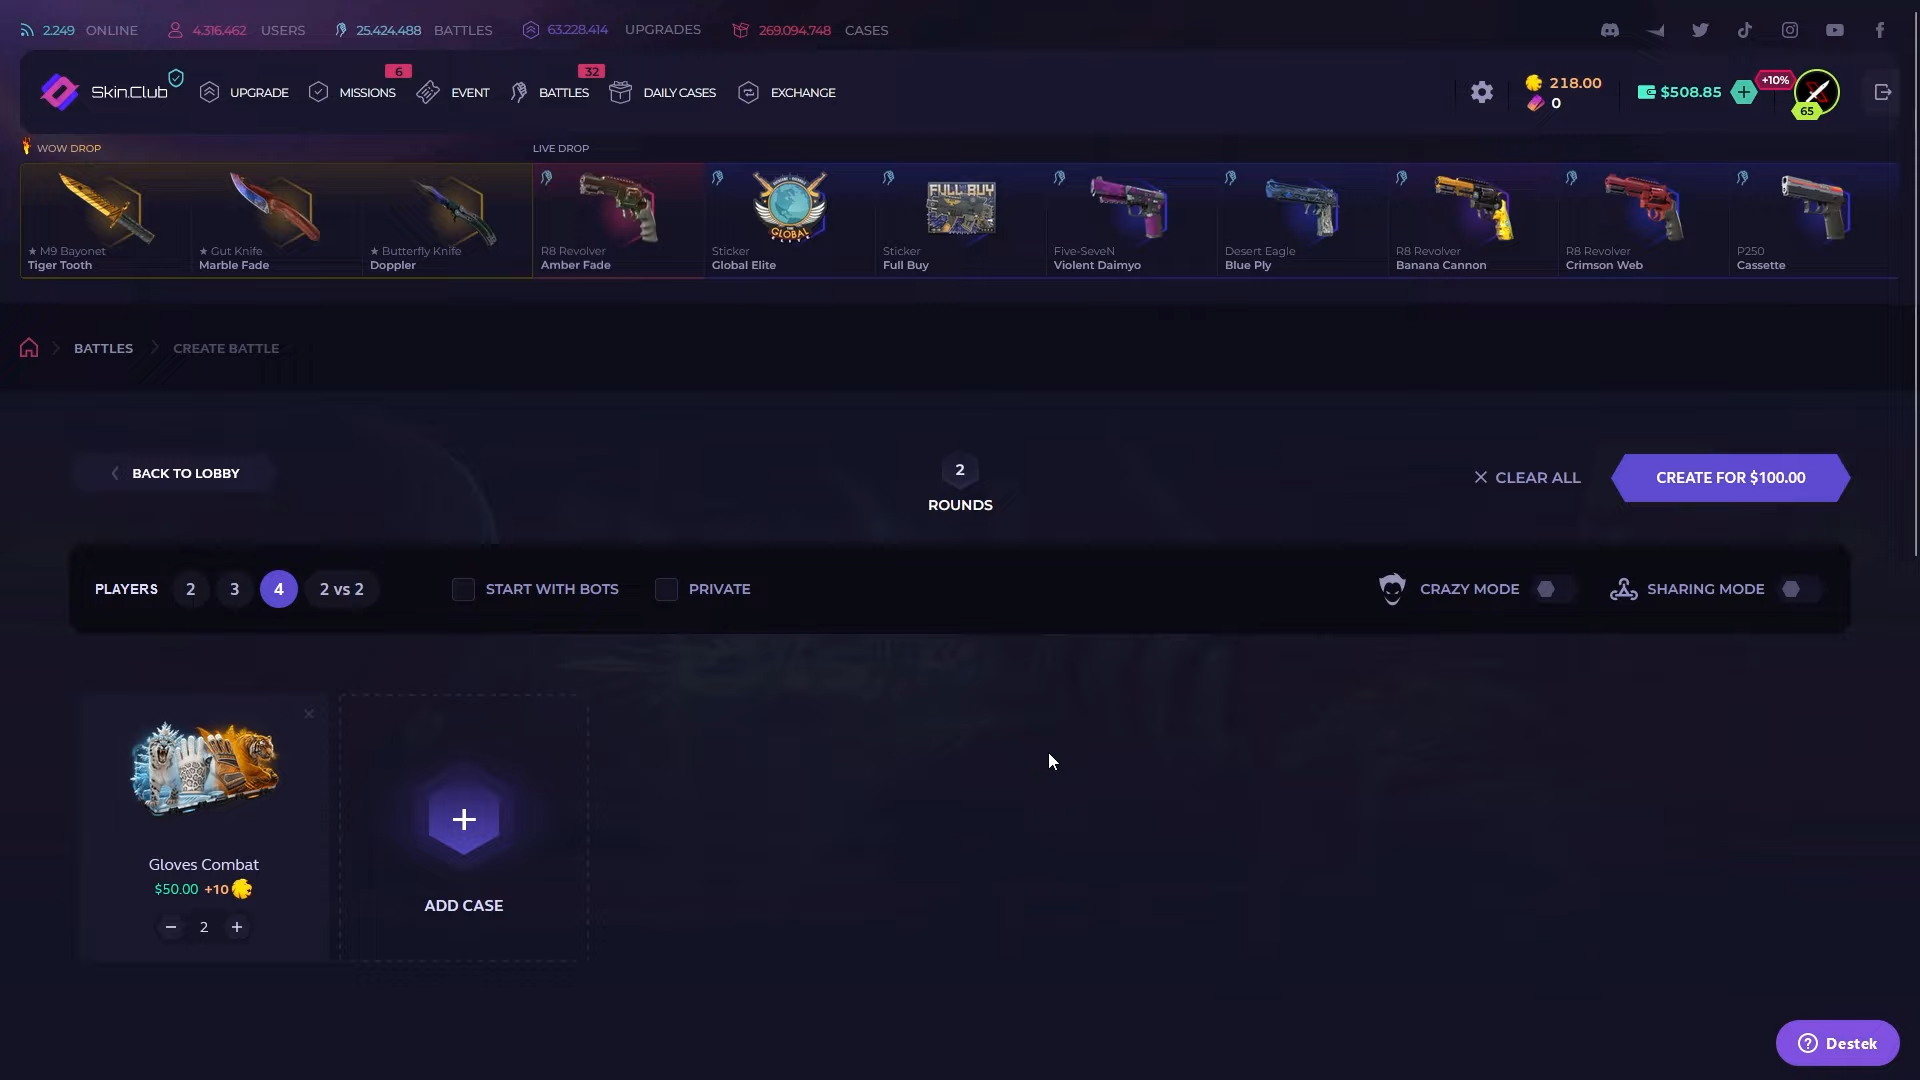 2.249 ONLINE 4.316.462 USERS 25.424.488 BATTLES 63.228.414 UPGRADES 269.094.748 CASES
Skin.Club UPGRADE MISSIONS 6 EVENT BATTLES 32 DAILY CASES EXCHANGE 218.00 0 $508.85 +10% 65
WOW DROP LIVE DROP
★ M9 Bayonet ★ Gut Knife ★ Butterfly Knife R8 Revolver Sticker Sticker Five-SeveN Desert Eagle R8 Revolver R8 Revolver P250
Tiger Tooth Marble Fade Doppler Amber Fade Global Elite Full Buy Violent Daimyo Blue Ply Banana Cannon Crimson Web Cassette
GLOBAL
FULL BUY
BATTLES CREATE BATTLE
BACK TO LOBBY 2 CLEAR ALL CREATE FOR $100.00
ROUNDS
PLAYERS 2 3 4 2 vs 2 START WITH BOTS PRIVATE CRAZY MODE SHARING MODE
Gloves Combat
$50.00 +10
− 2 +
+
ADD CASE
Destek